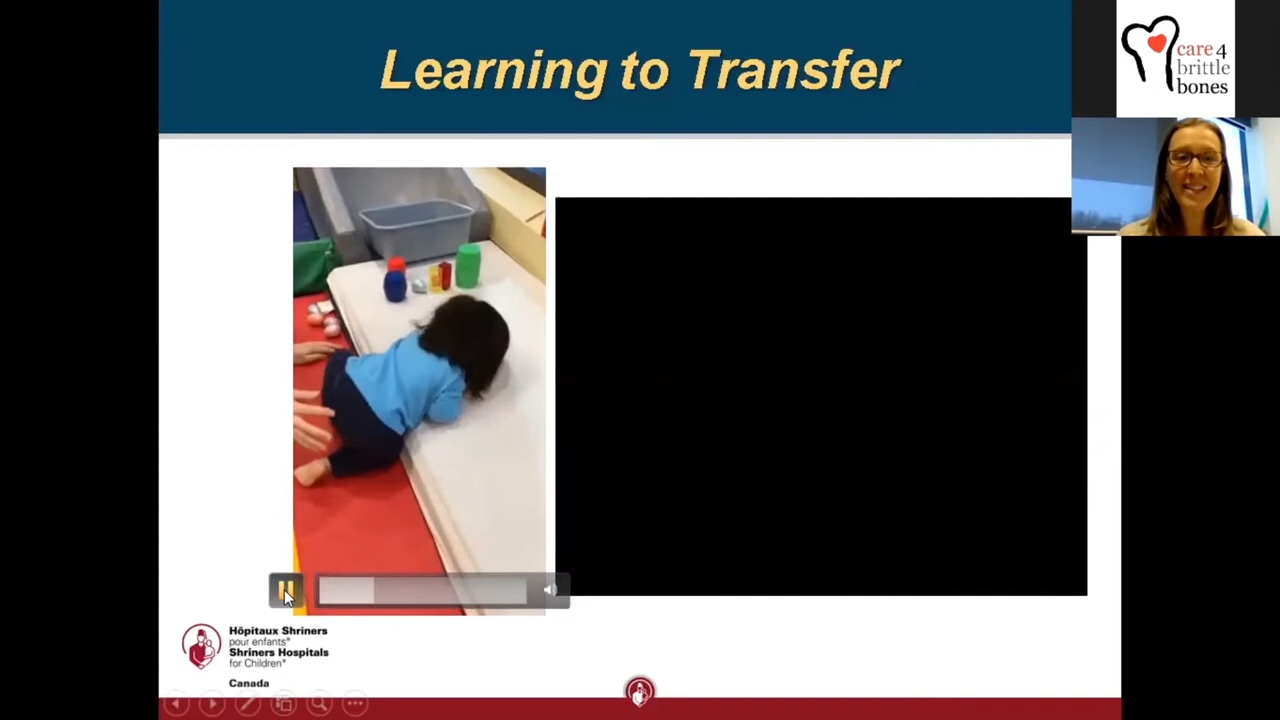 Learning to Transfer
care 4
brittle
bones
Hôpitaux Shriners
pour enfants®
Shriners Hospitals
for Children®
Canada